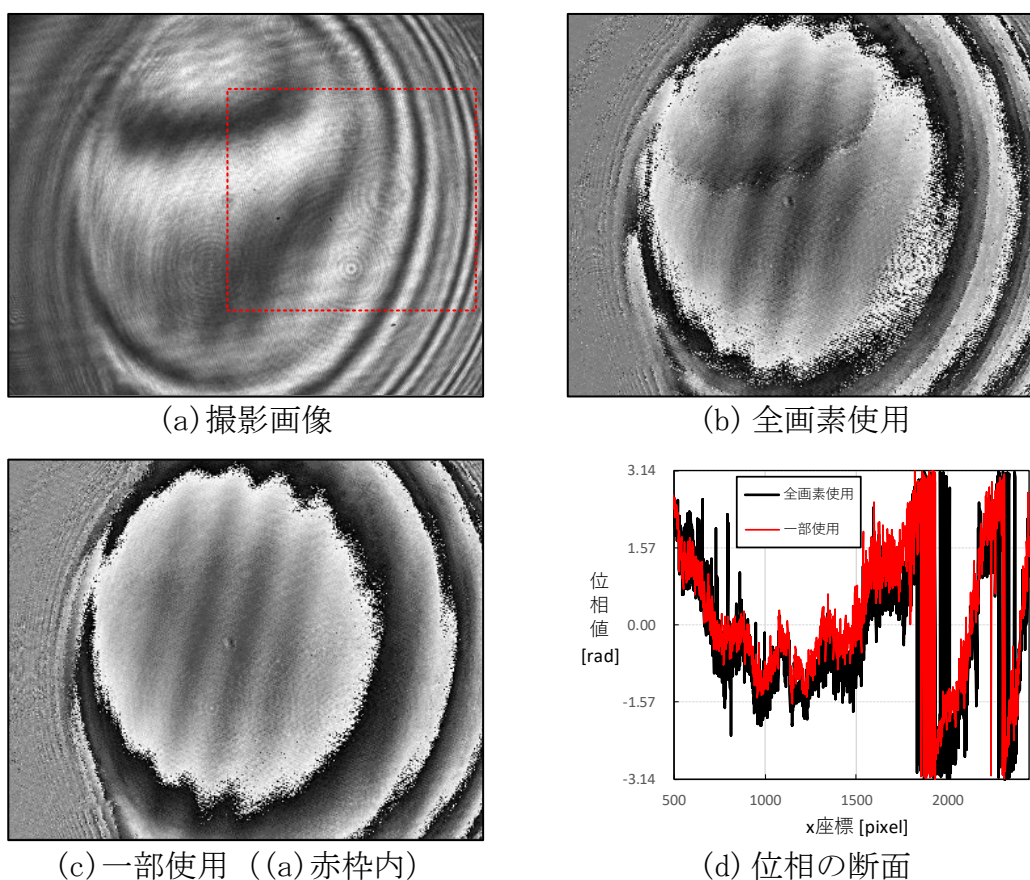 (a)撮影画像
(b) 全画素使用
(c)一部使用 ((a)赤枠内)
3.14
1.57
0.00
-1.57
-3.14
位相値
[rad]
全画素使用
一部使用
500
1000
1500
2000
x座標 [pixel]
(d) 位相の断面